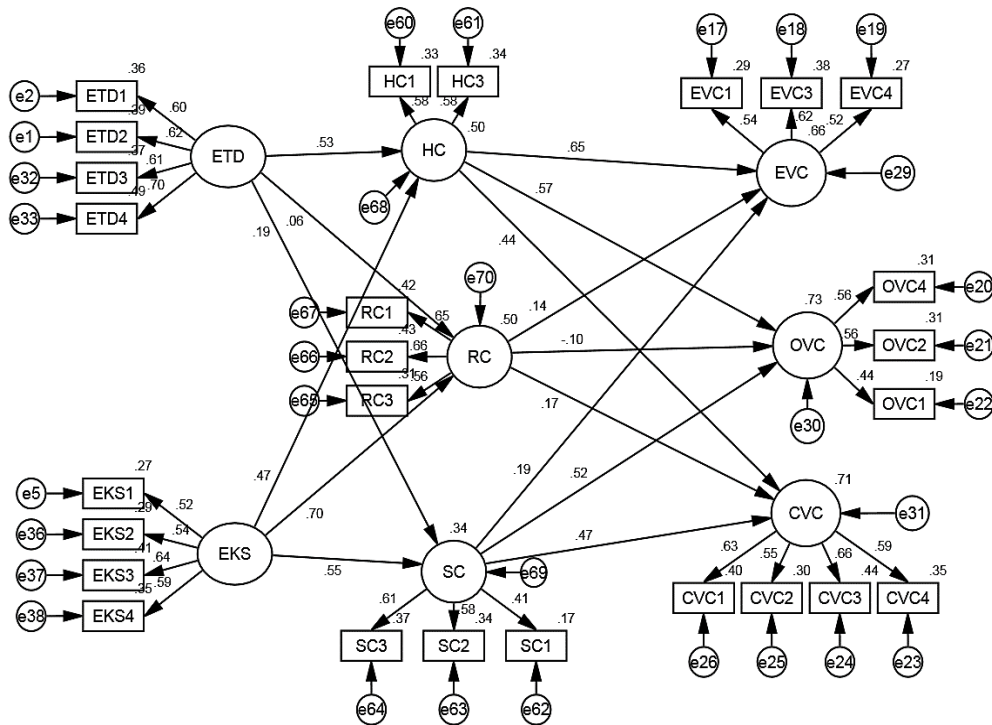 e60 e61
.33 .34
HC1 HC3
.58 .58
.50
HC
e68
e17 e18 e19
.29 .38 .27
EVC1 EVC3 EVC4
.54 .62 .52
.66
EVC
e29
.36
e2 ETD1 .60
.39
e1 ETD2 .62
.37
e32 ETD3 .61
.49 .70
e33 ETD4
ETD
.53
.06
.19
.65
.57
.44
e70
.42
e67 RC1 .65
.43
e66 RC2 .66
.31
e65 RC3 .56
.50
RC
.14
-.10
.17
.31
.56 OVC4 e20
.73
OVC
.31
.56 OVC2 e21
.44 .19
OVC1 e22
e30
.27
e5 EKS1 .52
.29
e36 EKS2 .54
.41
e37 EKS3 .64
.35 .59
e38 EKS4
EKS
.47
.70
.55
.34
SC
e69
.19
.52
.47
.61 .58 .41
.37 .34 .17
SC3 SC2 SC1
e64 e63 e62
.71
CVC
e31
.63 .55 .66 .59
.40 .30 .44 .35
CVC1 CVC2 CVC3 CVC4
e26 e25 e24 e23